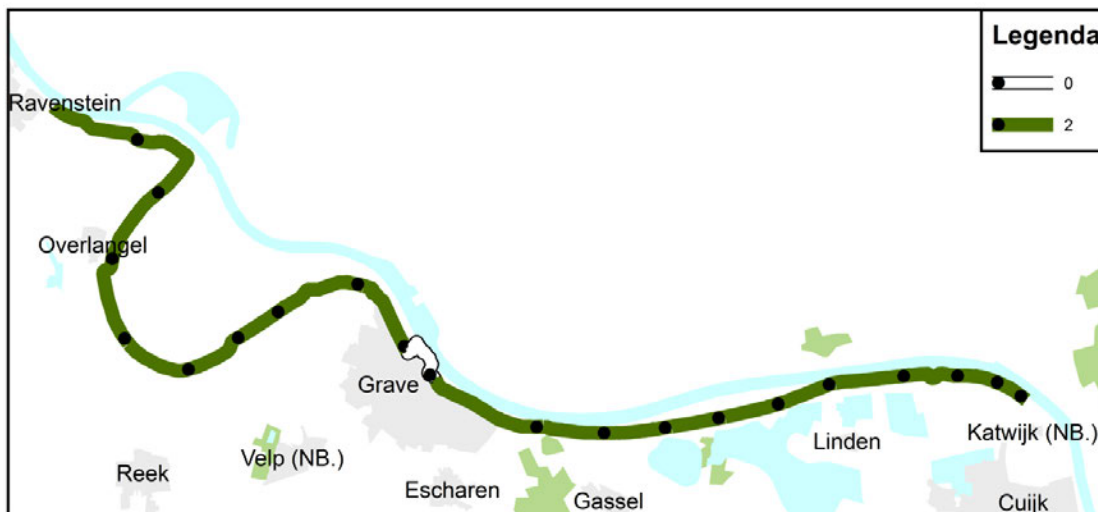 Legenda
0
2
Ravenstein
Overlangel
Grave
Velp (NB.)
Reek
Escharen
Gassel
Linden
Katwijk (NB.)
Cuijk